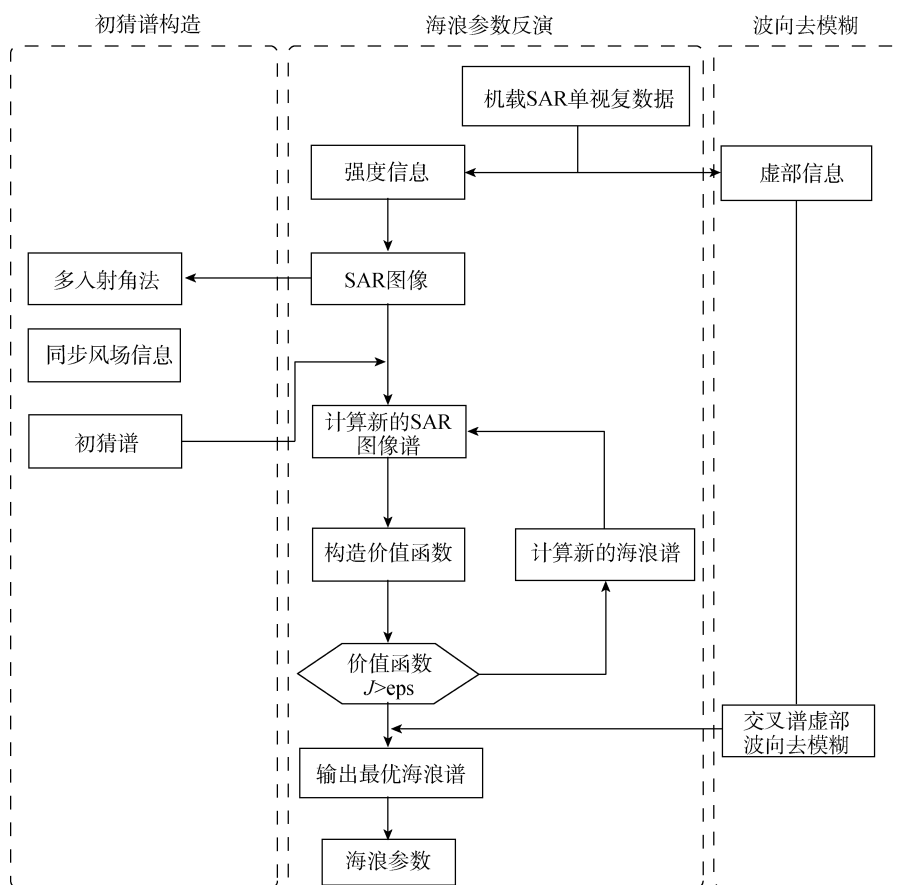 初猜谱构造
海浪参数反演
波向去模糊
机载SAR单视复数据
强度信息
虚部信息
多入射角法
SAR图像
同步风场信息
初猜谱
计算新的SAR
图像谱
构造价值函数
计算新的海浪谱
价值函数
J>eps
交叉谱虚部
波向去模糊
输出最优海浪谱
海浪参数